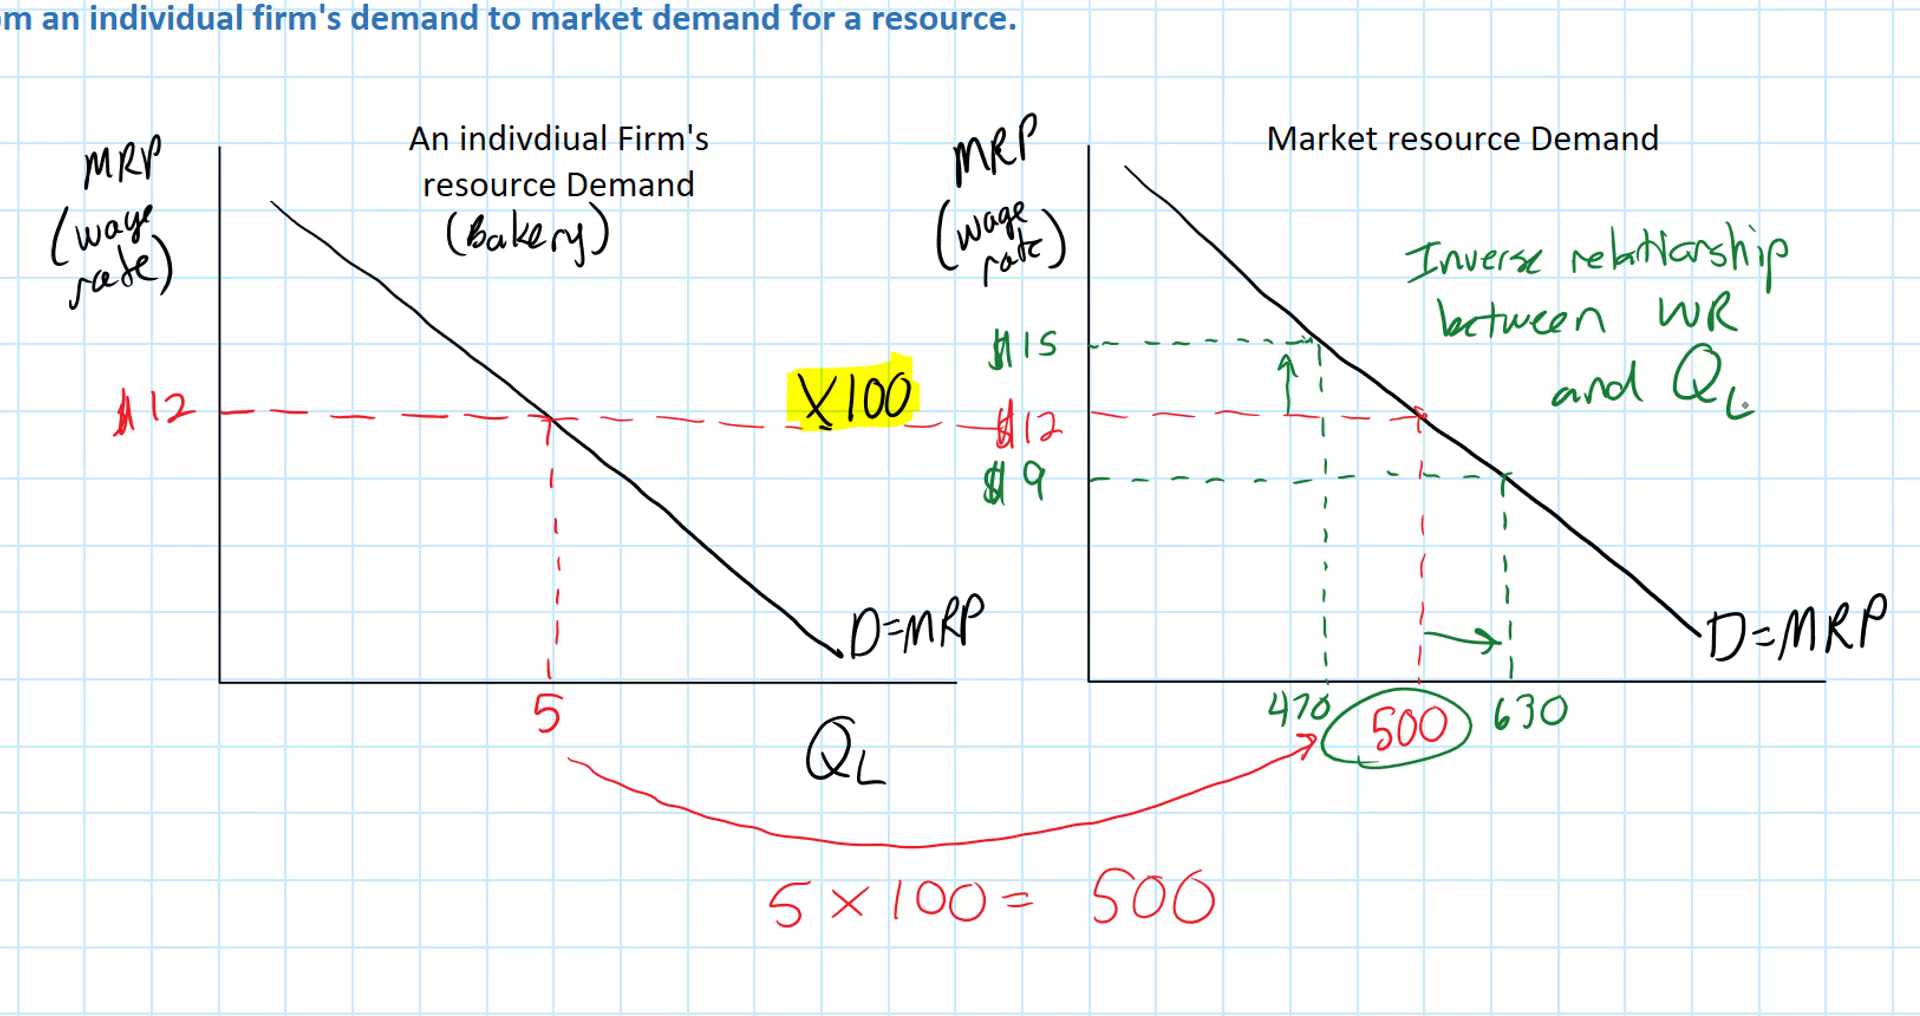 om an individual firm's demand to market demand for a resource.
An indivdiual Firm's
resource Demand
(Bakery)
MRP
(wage
rate)
$12
X100
D=MRP
5
QL
Market resource Demand
MRP
(wage
rate)
Inverse relationship
between WR
and QL
$15
$12
$9
D=MRP
470
500
630
5 × 100 = 500